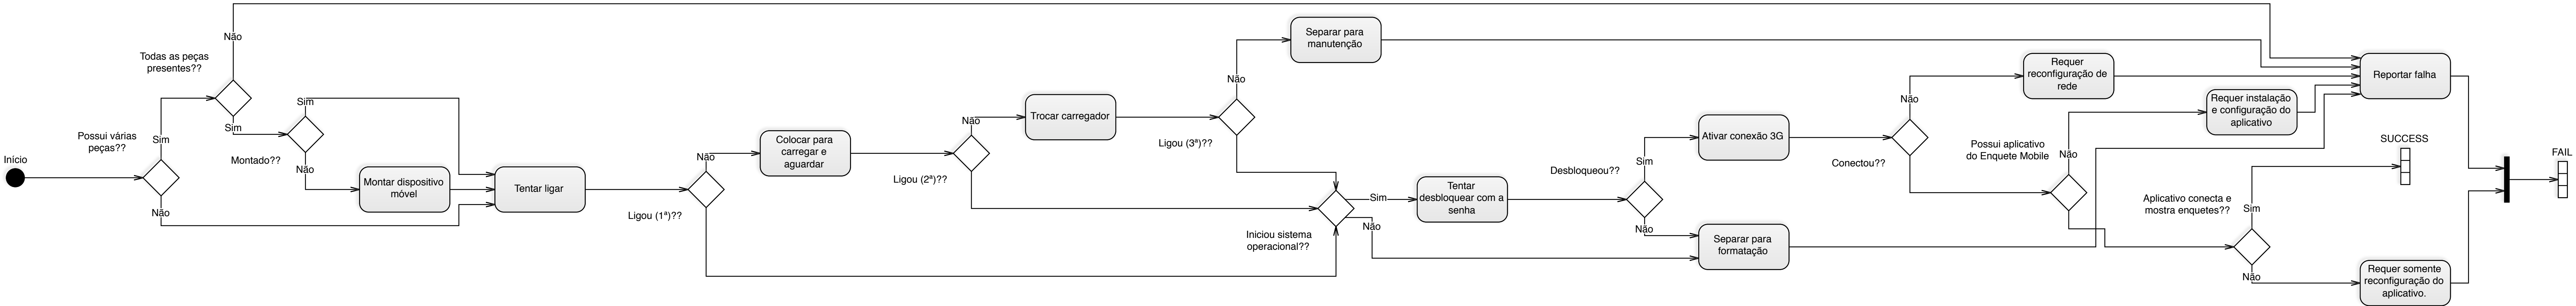 Início
Possui várias
peças??
Sim
Não
Todas as peças
presentes??
Não
Sim
Montado??
Sim
Não
Montar dispositivo
móvel
Tentar ligar
Ligou (1ª)??
Não
Colocar para
carregar e
aguardar
Ligou (2ª)??
Não
Trocar carregador
Ligou (3ª)??
Não
Separar para
manutenção
Iniciou sistema
operacional??
Sim
Não
Tentar
desbloquear com a
senha
Desbloqueou??
Sim
Não
Ativar conexão 3G
Separar para
formatação
Conectou??
Não
Requer
reconfiguração de
rede
Possui aplicativo
do Enquete Mobile
Não
Requer instalação
e configuração do
aplicativo
Aplicativo conecta e
mostra enquetes??
Sim
Não
Reportar falha
SUCCESS
Requer somente
reconfiguração do
aplicativo.
FAIL